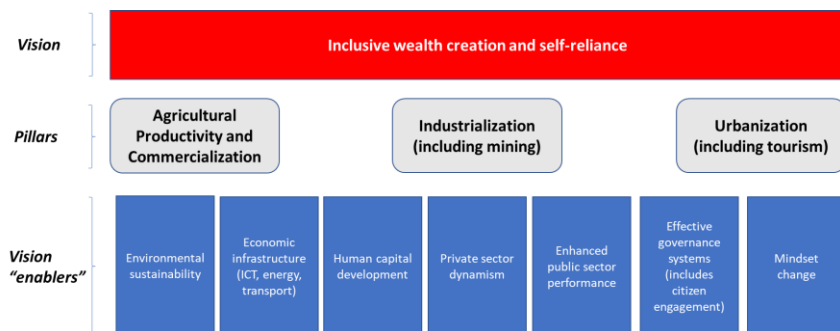 Vision
Inclusive wealth creation and self-reliance
Pillars
Agricultural
Productivity and
Commercialization
Industrialization
(including mining)
Urbanization
(including tourism)
Vision
“enablers”
Environmental
sustainability
Economic
infrastructure
(ICT, energy,
transport)
Human capital
development
Private sector
dynamism
Enhanced
public sector
performance
Effective
governance
systems
(includes
citizen
engagement)
Mindset
change